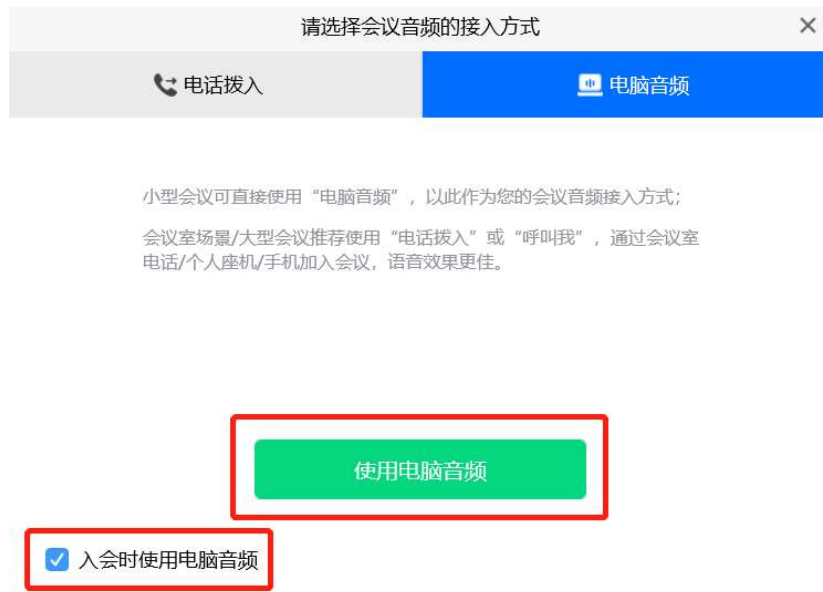 请选择会议音频的接入方式
电话拨入
电脑音频
小型会议可直接使用“电脑音频”，以此作为您的会议音频接入方式；
会议室场景/大型会议推荐使用“电话拨入”或“呼叫我”，通过会议室
电话/个人座机/手机加入会议，语音效果更佳。
使用电脑音频
入会时使用电脑音频